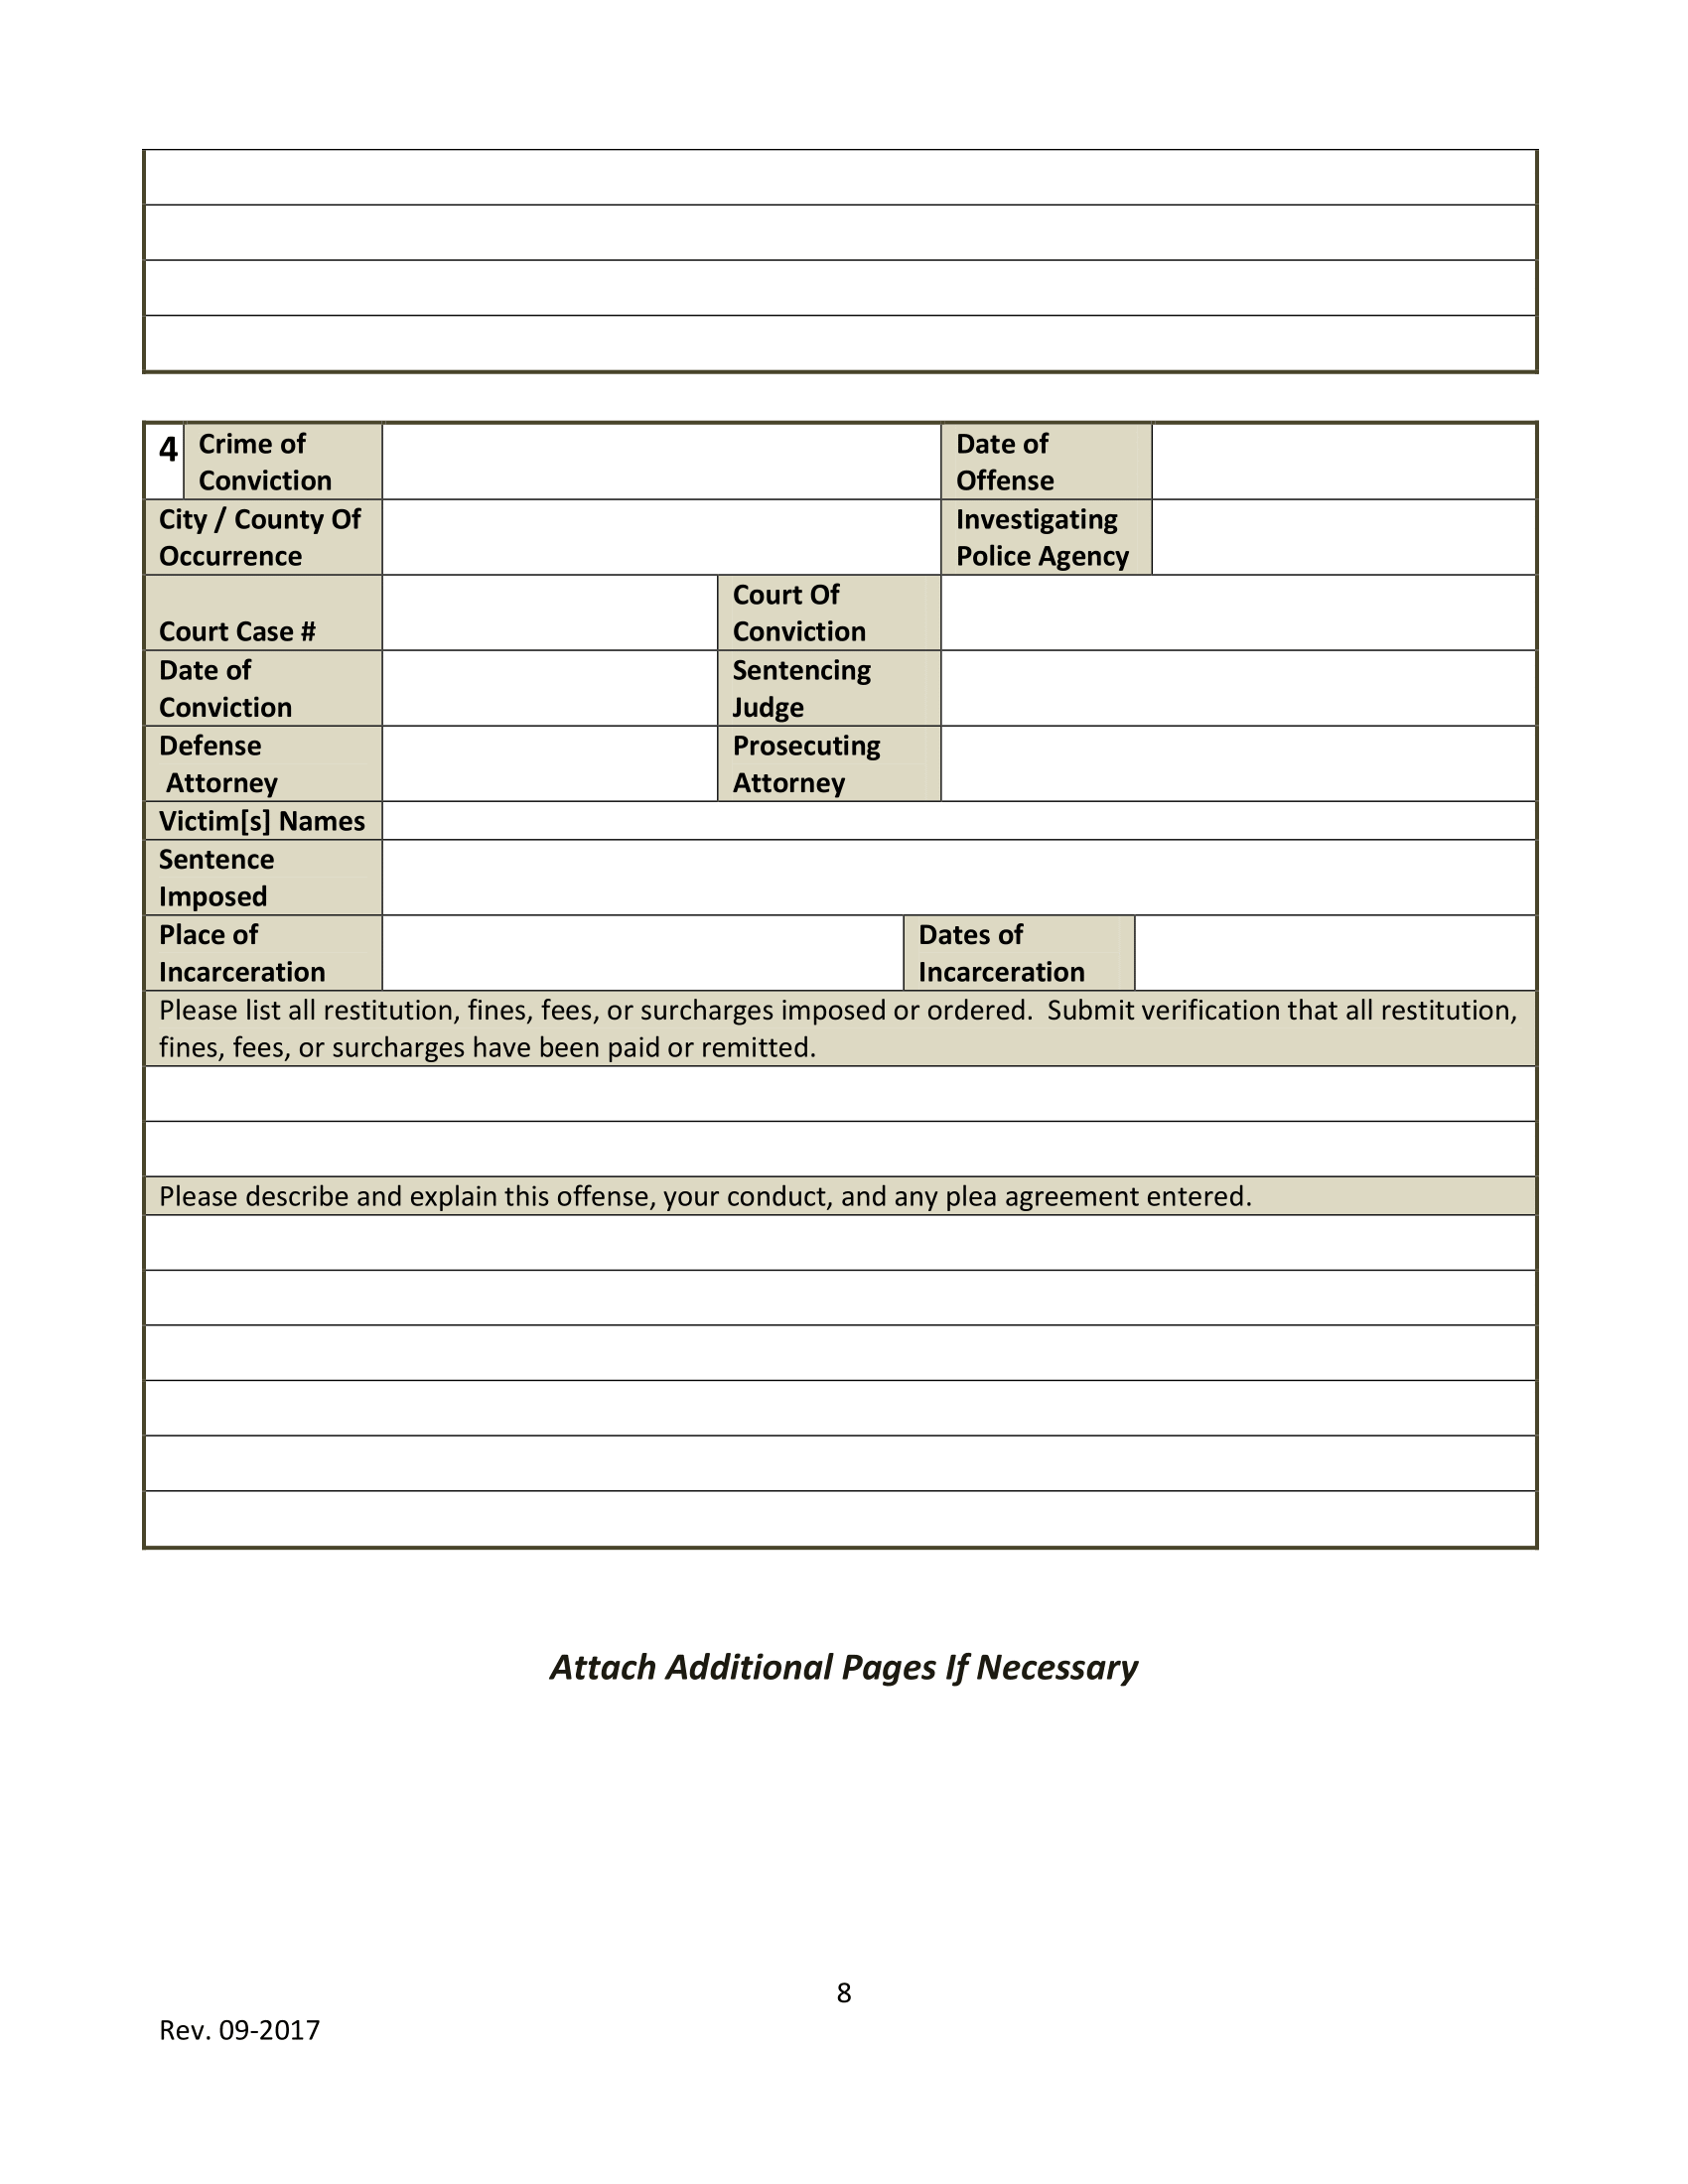 4 Crime of Conviction
Date of Offense
City / County Of Occurrence
Investigating Police Agency
Court Case #
Court Of Conviction
Date of Conviction
Sentencing Judge
Defense Attorney
Prosecuting Attorney
Victim[s] Names
Sentence Imposed
Place of Incarceration
Dates of Incarceration
Please list all restitution, fines, fees, or surcharges imposed or ordered.  Submit verification that all restitution,
fines, fees, or surcharges have been paid or remitted.
Please describe and explain this offense, your conduct, and any plea agreement entered.
Attach Additional Pages If Necessary
8
Rev. 09-2017